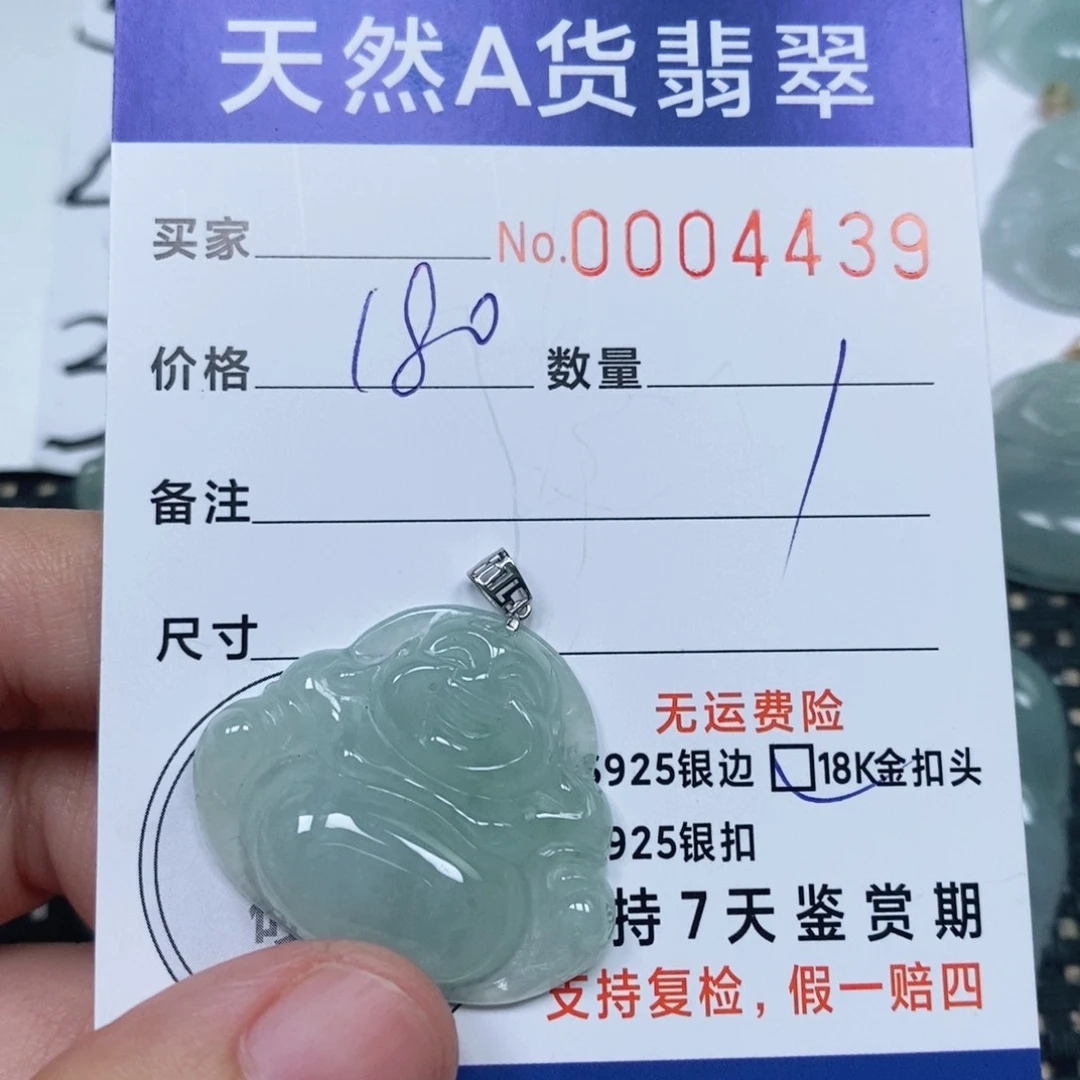 天然A货翡翠
买家 No.0004439
价格 180 数量 1
备注
尺寸
无运费险
S925银边 18K金扣头
925银扣
持7天鉴赏期
支持复检，假一赔四